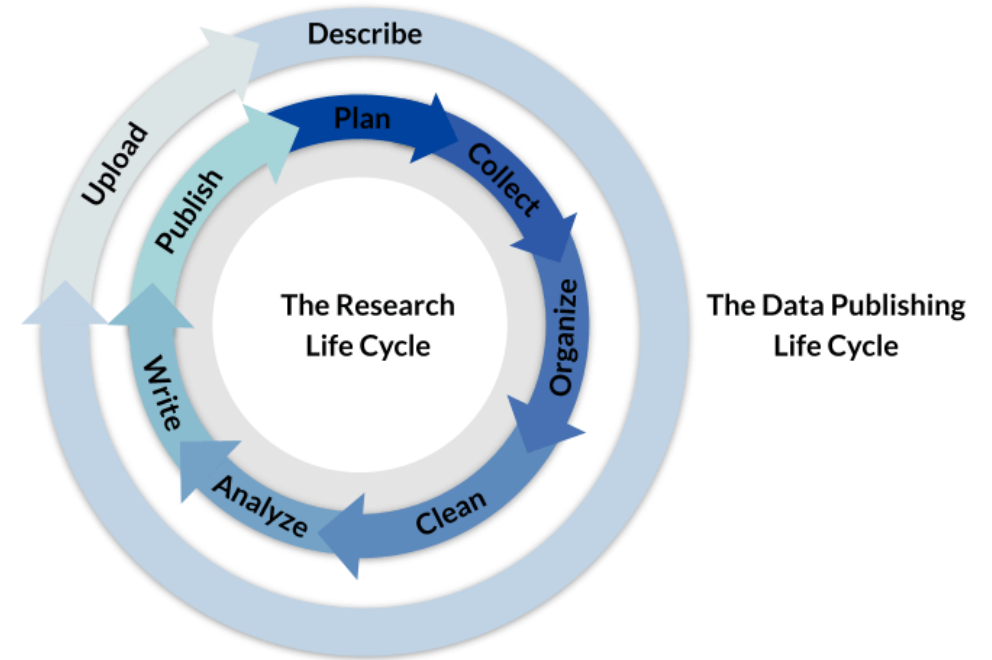 Describe
Upload
Plan
Collect
Organize
Clean
Analyze
Write
Publish
The Research
Life Cycle
The Data Publishing
Life Cycle